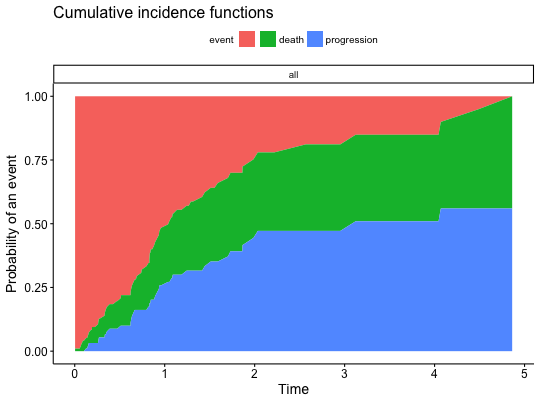 Cumulative incidence functions
event death progression
all
Probability of an event
1.00
0.75
0.50
0.25
0.00
0 1 2 3 4 5
Time